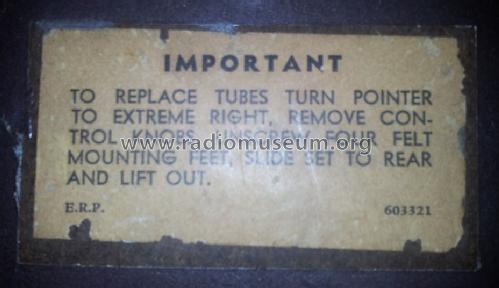 IMPORTANT
TO REPLACE TUBES TURN POINTER
TO EXTREME RIGHT, REMOVE CON-
TROL KNOBS, UNSCREW FOUR FELT
www.radiomuseum.org
MOUNTING FEET, SLIDE SET TO REAR
AND LIFT OUT.
E.R.P. 603321